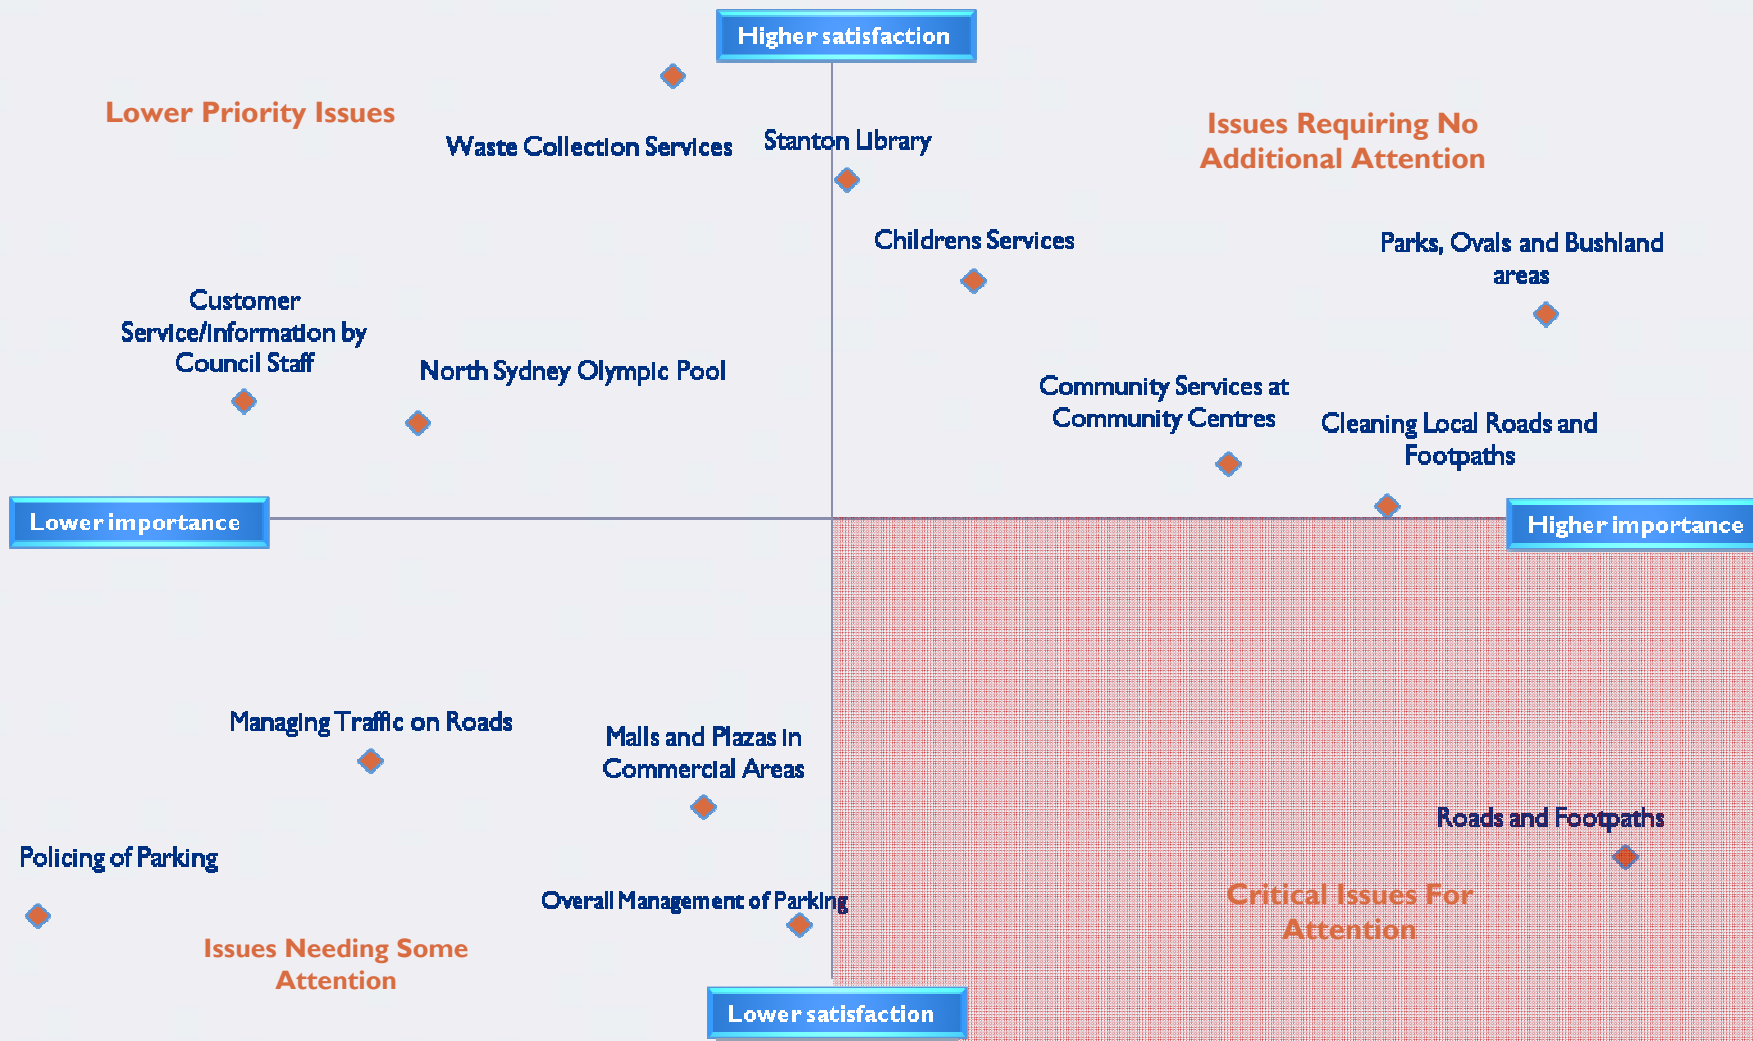 Higher satisfaction
Lower Priority Issues
Issues Requiring No
Additional Attention
Waste Collection Services
Stanton Library
Childrens Services
Parks, Ovals and Bushland
areas
Customer
Service/Information by
Council Staff
North Sydney Olympic Pool
Community Services at
Community Centres
Cleaning Local Roads and
Footpaths
Lower importance
Higher importance
Managing Traffic on Roads
Malls and Plazas in
Commercial Areas
Roads and Footpaths
Policing of Parking
Overall Management of Parking
Critical Issues For
Attention
Issues Needing Some
Attention
Lower satisfaction